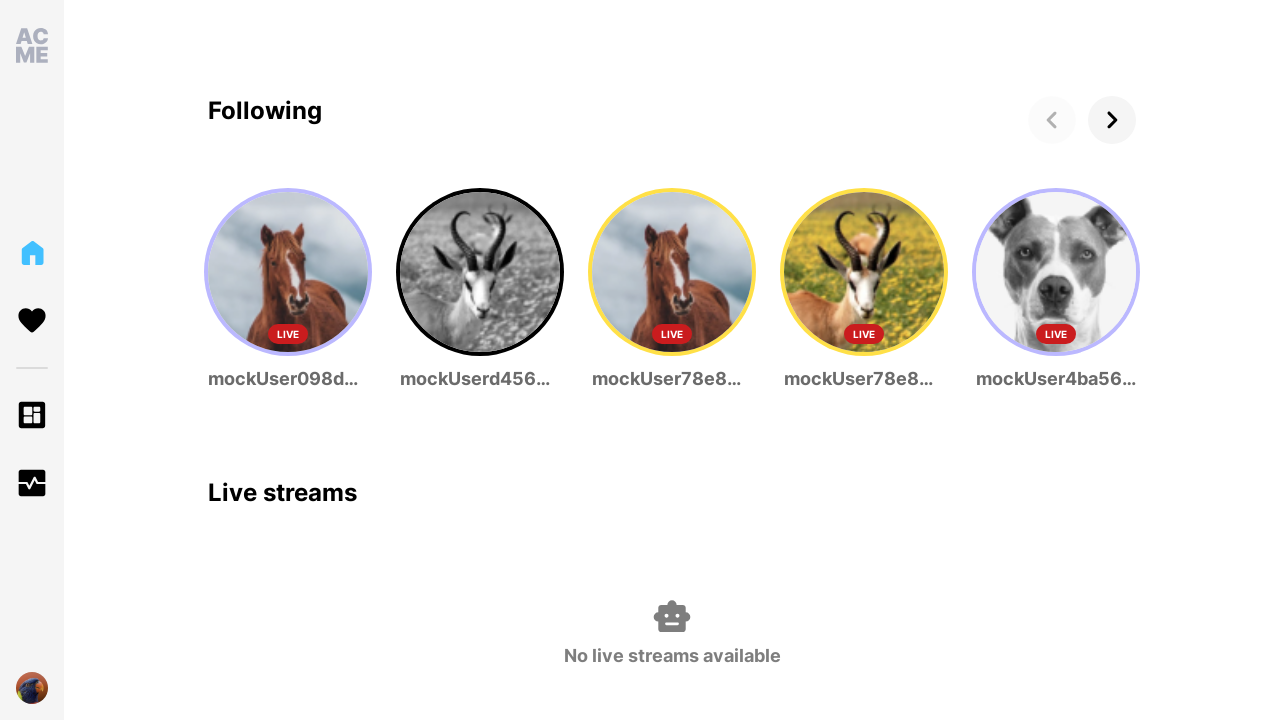 AC
ME
Following
LIVE
LIVE
LIVE
LIVE
mockUser098d...
mockUserd456...
mockUser78e8...
mockUser78e8...
mockUser4ba56...
Live streams
No live streams available